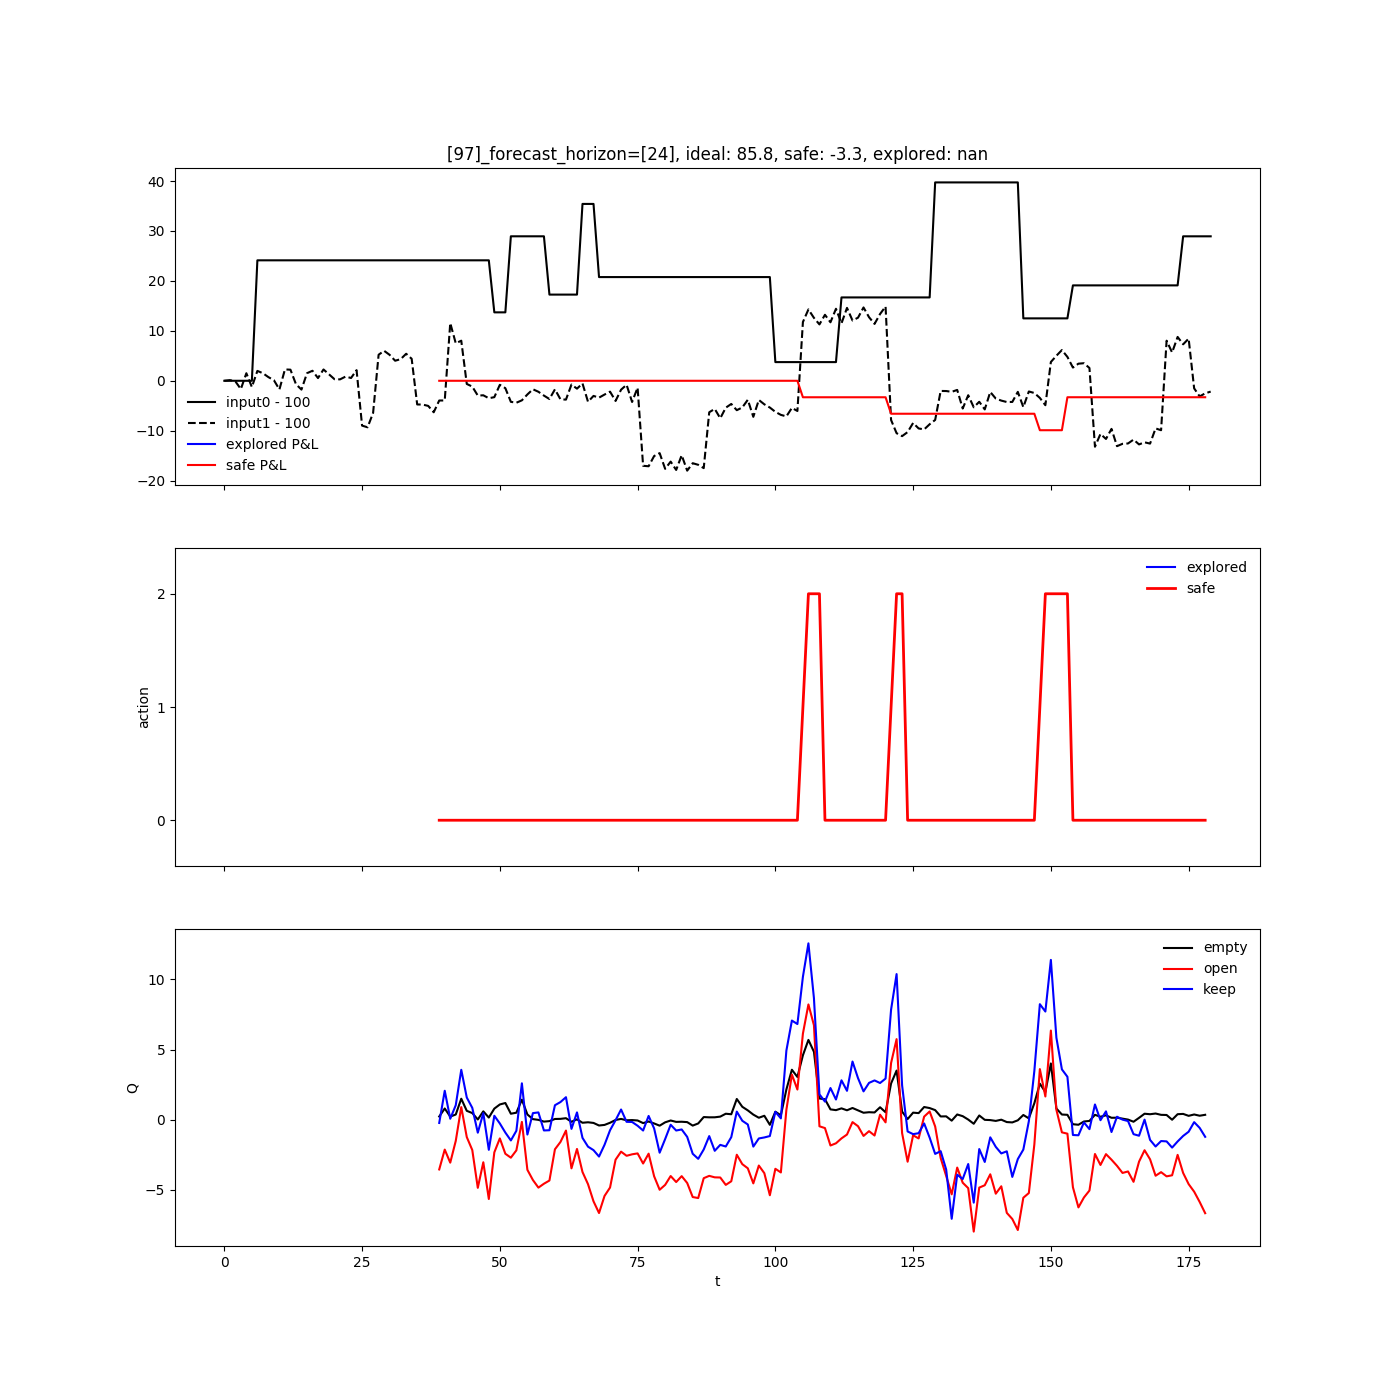 [97]_forecast_horizon=[24], ideal: 85.8, safe: -3.3, explored: nan
40
30
20
10
0
−10
−20
input0 - 100
input1 - 100
explored P&L
safe P&L
action
2
1
0
explored
safe
Q
10
5
0
−5
empty
open
keep
0 25 50 75 100 125 150 175
t